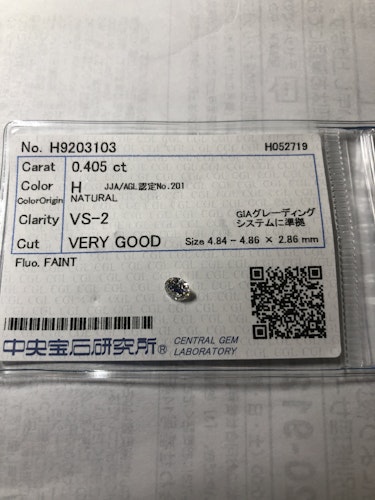 No. H9203103 H052719
Carat 0.405 ct
Color H JJA/AGL認定No.201
ColorOrigin NATURAL
Clarity VS-2 GIAグレーディング
システムに準拠
Cut VERY GOOD Size 4.84 - 4.86 × 2.86 mm
Fluo. FAINT
中央宝石研究所® CENTRAL GEM
LABORATORY